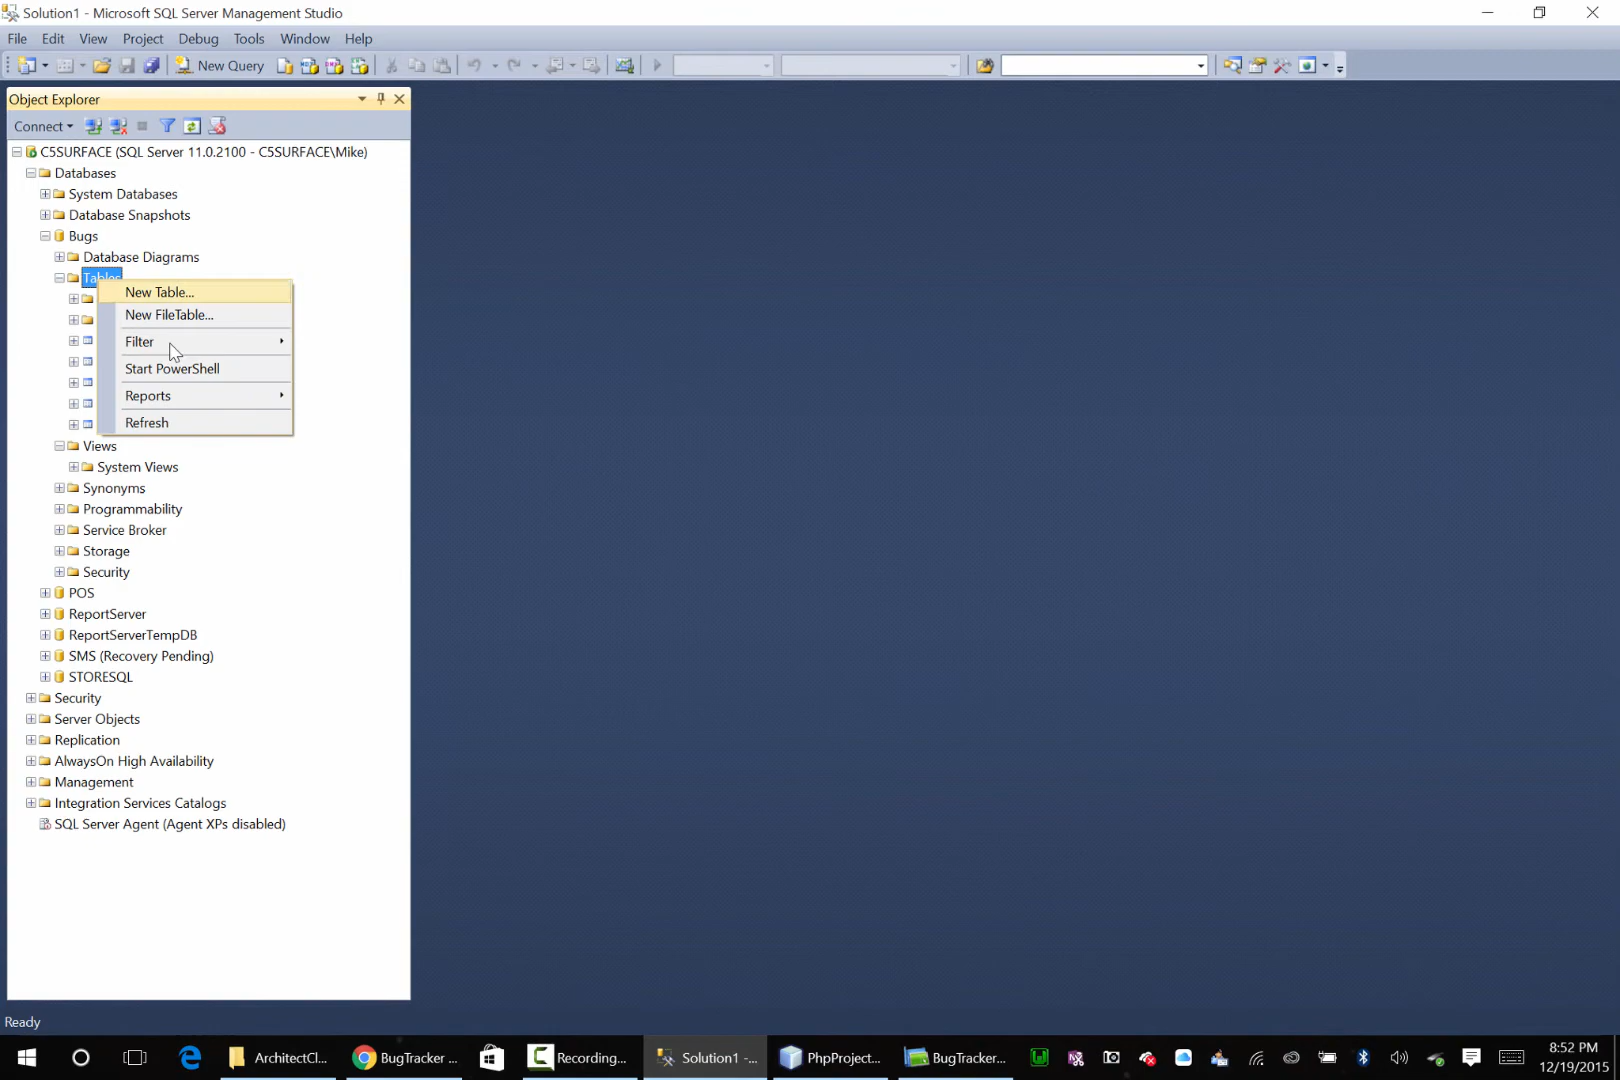 Solution1 - Microsoft SQL Server Management Studio
File Edit View Project Debug Tools Window Help
New Query
Object Explorer
Connect
C5SURFACE (SQL Server 11.0.2100 - C5SURFACE\Mike)
Databases
System Databases
Database Snapshots
Bugs
Database Diagrams
Tables
New Table...
New FileTable...
Filter
Start PowerShell
Reports
Refresh
Views
System Views
Synonyms
Programmability
Service Broker
Storage
Security
POS
ReportServer
ReportServerTempDB
SMS (Recovery Pending)
STORESQL
Security
Server Objects
Replication
AlwaysOn High Availability
Management
Integration Services Catalogs
SQL Server Agent (Agent XPs disabled)
Ready
ArchitectCl... BugTracker ... Recording... Solution1 -... PhpProject... BugTracker... 8:52 PM
12/19/2015